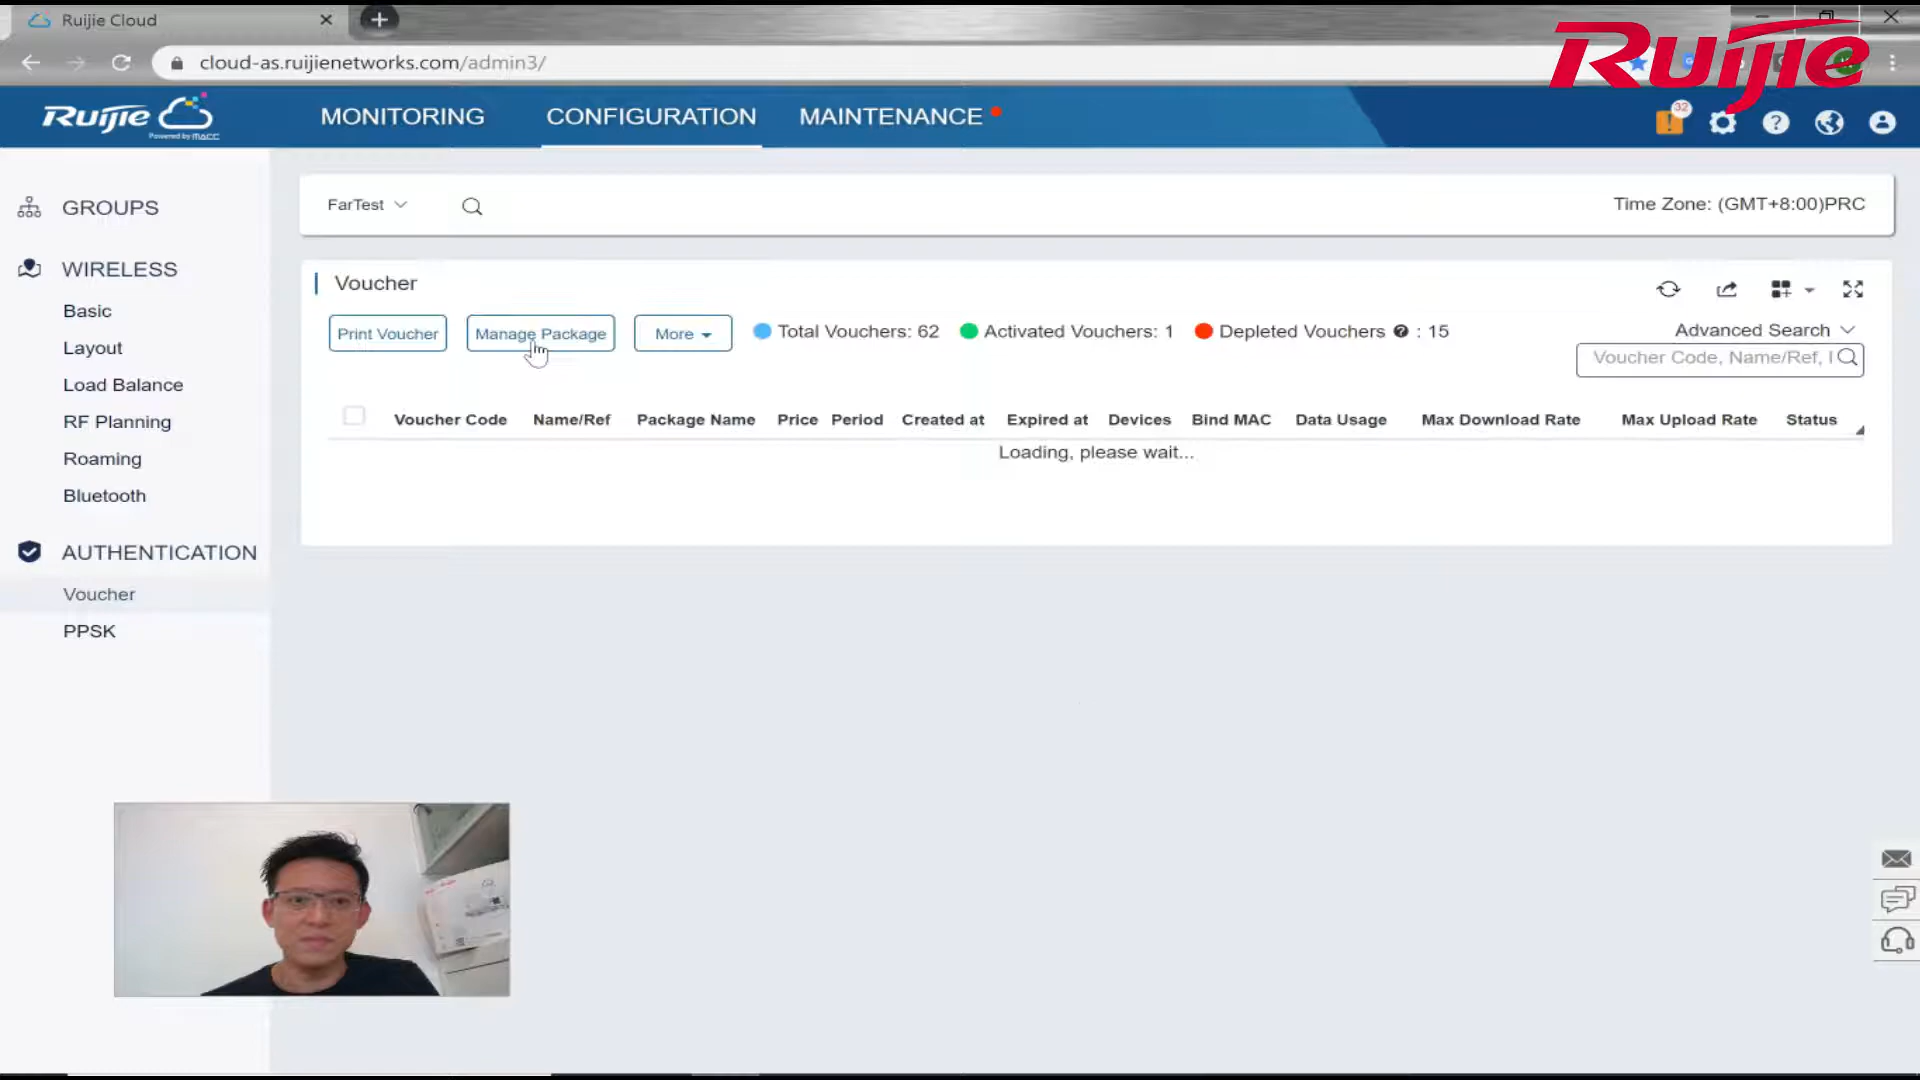 Ruijie Cloud
cloud-as.ruijienetworks.com/admin3/
Ruijie
Ruijie
Powered by MACC
MONITORING
CONFIGURATION
MAINTENANCE
32
GROUPS
WIRELESS
Basic
Layout
Load Balance
RF Planning
Roaming
Bluetooth
AUTHENTICATION
Voucher
PPSK
FarTest
Time Zone: (GMT+8:00)PRC
Voucher
Print Voucher
Manage Package
More
Total Vouchers: 62
Activated Vouchers: 1
Depleted Vouchers ? : 15
Advanced Search
Voucher Code, Name/Ref,
Voucher Code Name/Ref Package Name Price Period Created at Expired at Devices Bind MAC Data Usage Max Download Rate Max Upload Rate Status
Loading, please wait...